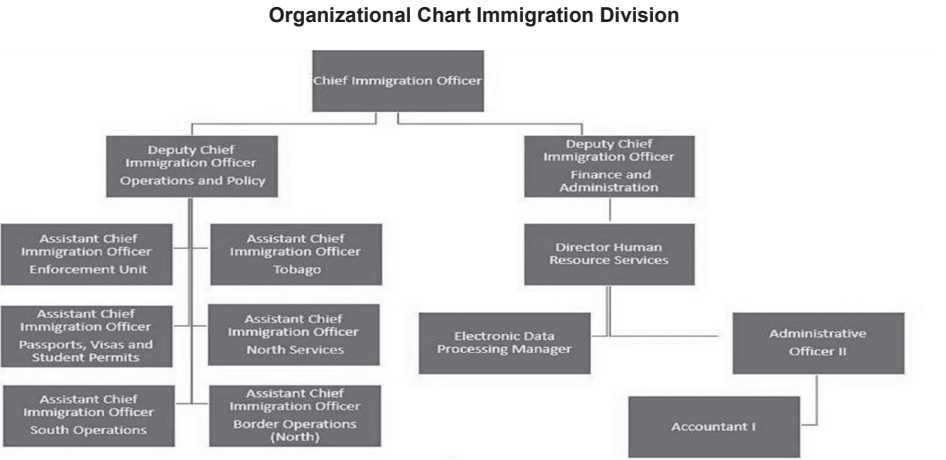 Organizational Chart Immigration Division
Chief Immigration Officer
Deputy Chief
Immigration Officer
Operations and Policy
Deputy Chief
Immigration Officer
Finance and
Administration
Assistant Chief
Immigration Officer
Enforcement Unit
Assistant Chief
Immigration Officer
Tobago
Director Human
Resource Services
Assistant Chief
Immigration Officer
Passports, Visas and
Student Permits
Assistant Chief
Immigration Officer
North Services
Electronic Data
Processing Manager
Administrative
Officer II
Assistant Chief
Immigration Officer
South Operations
Assistant Chief
Immigration Officer
Border Operations
(North)
Accountant I